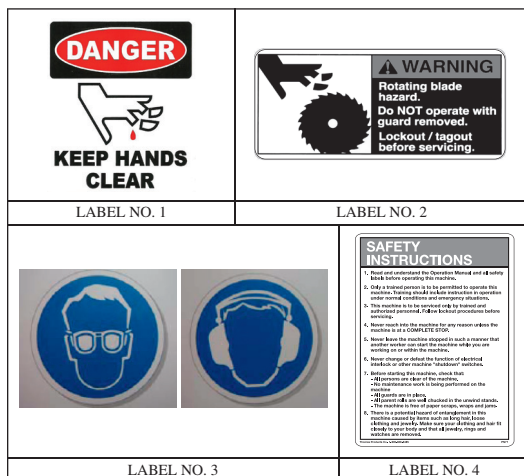 DANGER
KEEP HANDS
CLEAR
LABEL NO. 1
WARNING
Rotating blade
hazard.
Do NOT operate with
guard removed.
Lockout / tagout
before servicing.
LABEL NO. 2
LABEL NO. 3
SAFETY
INSTRUCTIONS
1. Read and understand the Operation Manual and all safety
labels before operating this machine.
2. Only a trained person is to be permitted to operate this
machine. Training should include instruction in operation
under normal conditions and emergency situations.
3. This machine is to be serviced only by trained and
authorized personnel. Follow lockout procedures before
servicing.
4. Never reach into the machine for any reason unless the
machine is at a COMPLETE STOP.
5. Never leave the machine stopped in such a manner that
another worker can start the machine while you are
working on or within the machine.
6. Never change or defeat the function of electrical
interlock or other machine "shutdown" switches.
7. Before starting this machine, check that:
- All persons are clear of the machine,
- No maintenance work is being performed on the
machine
- All guards are in place,
- All parent rolls are well chucked in the unwind stands.
- The machine is free of paper scraps, wraps and jams.
8. There is a potential hazard of entanglement in this
machine caused by items such as long hair, loose
clothing and jewelry. Make sure your clothing and hair fit
closely to your body and that all jewelry, rings and
watches are removed.
LABEL NO. 4